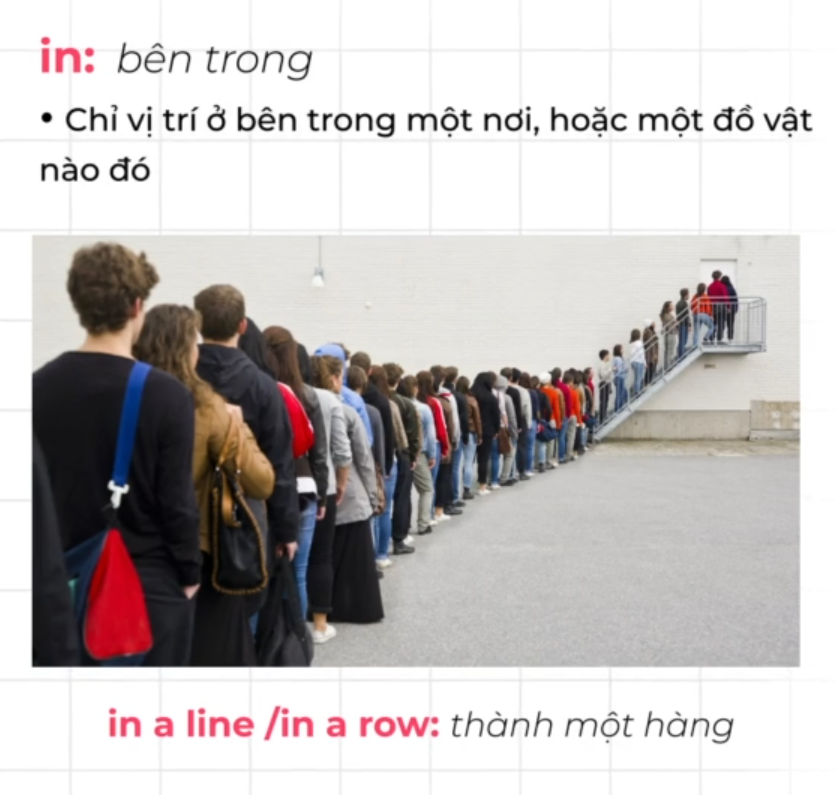 in: bên trong
• Chỉ vị trí ở bên trong một nơi, hoặc một đồ vật
nào đó
in a line /in a row: thành một hàng